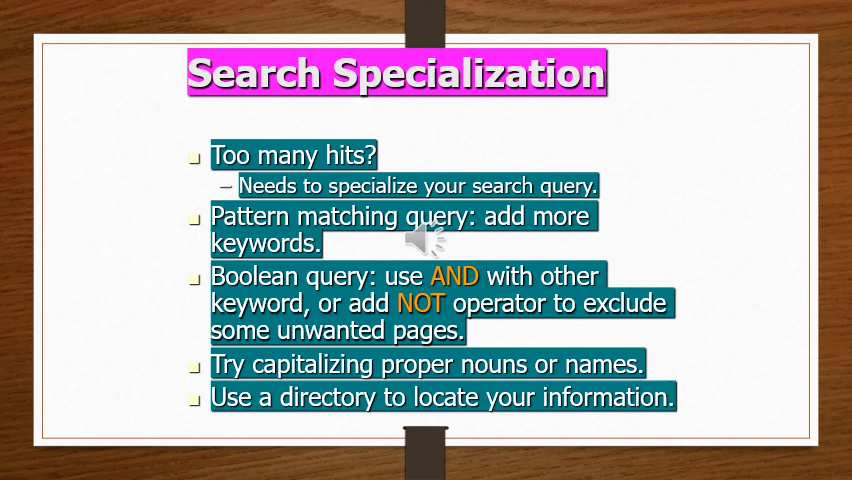 Search Specialization
Too many hits?
– Needs to specialize your search query.
Pattern matching query: add more
keywords.
Boolean query: use AND with other
keyword, or add NOT operator to exclude
some unwanted pages.
Try capitalizing proper nouns or names.
Use a directory to locate your information.